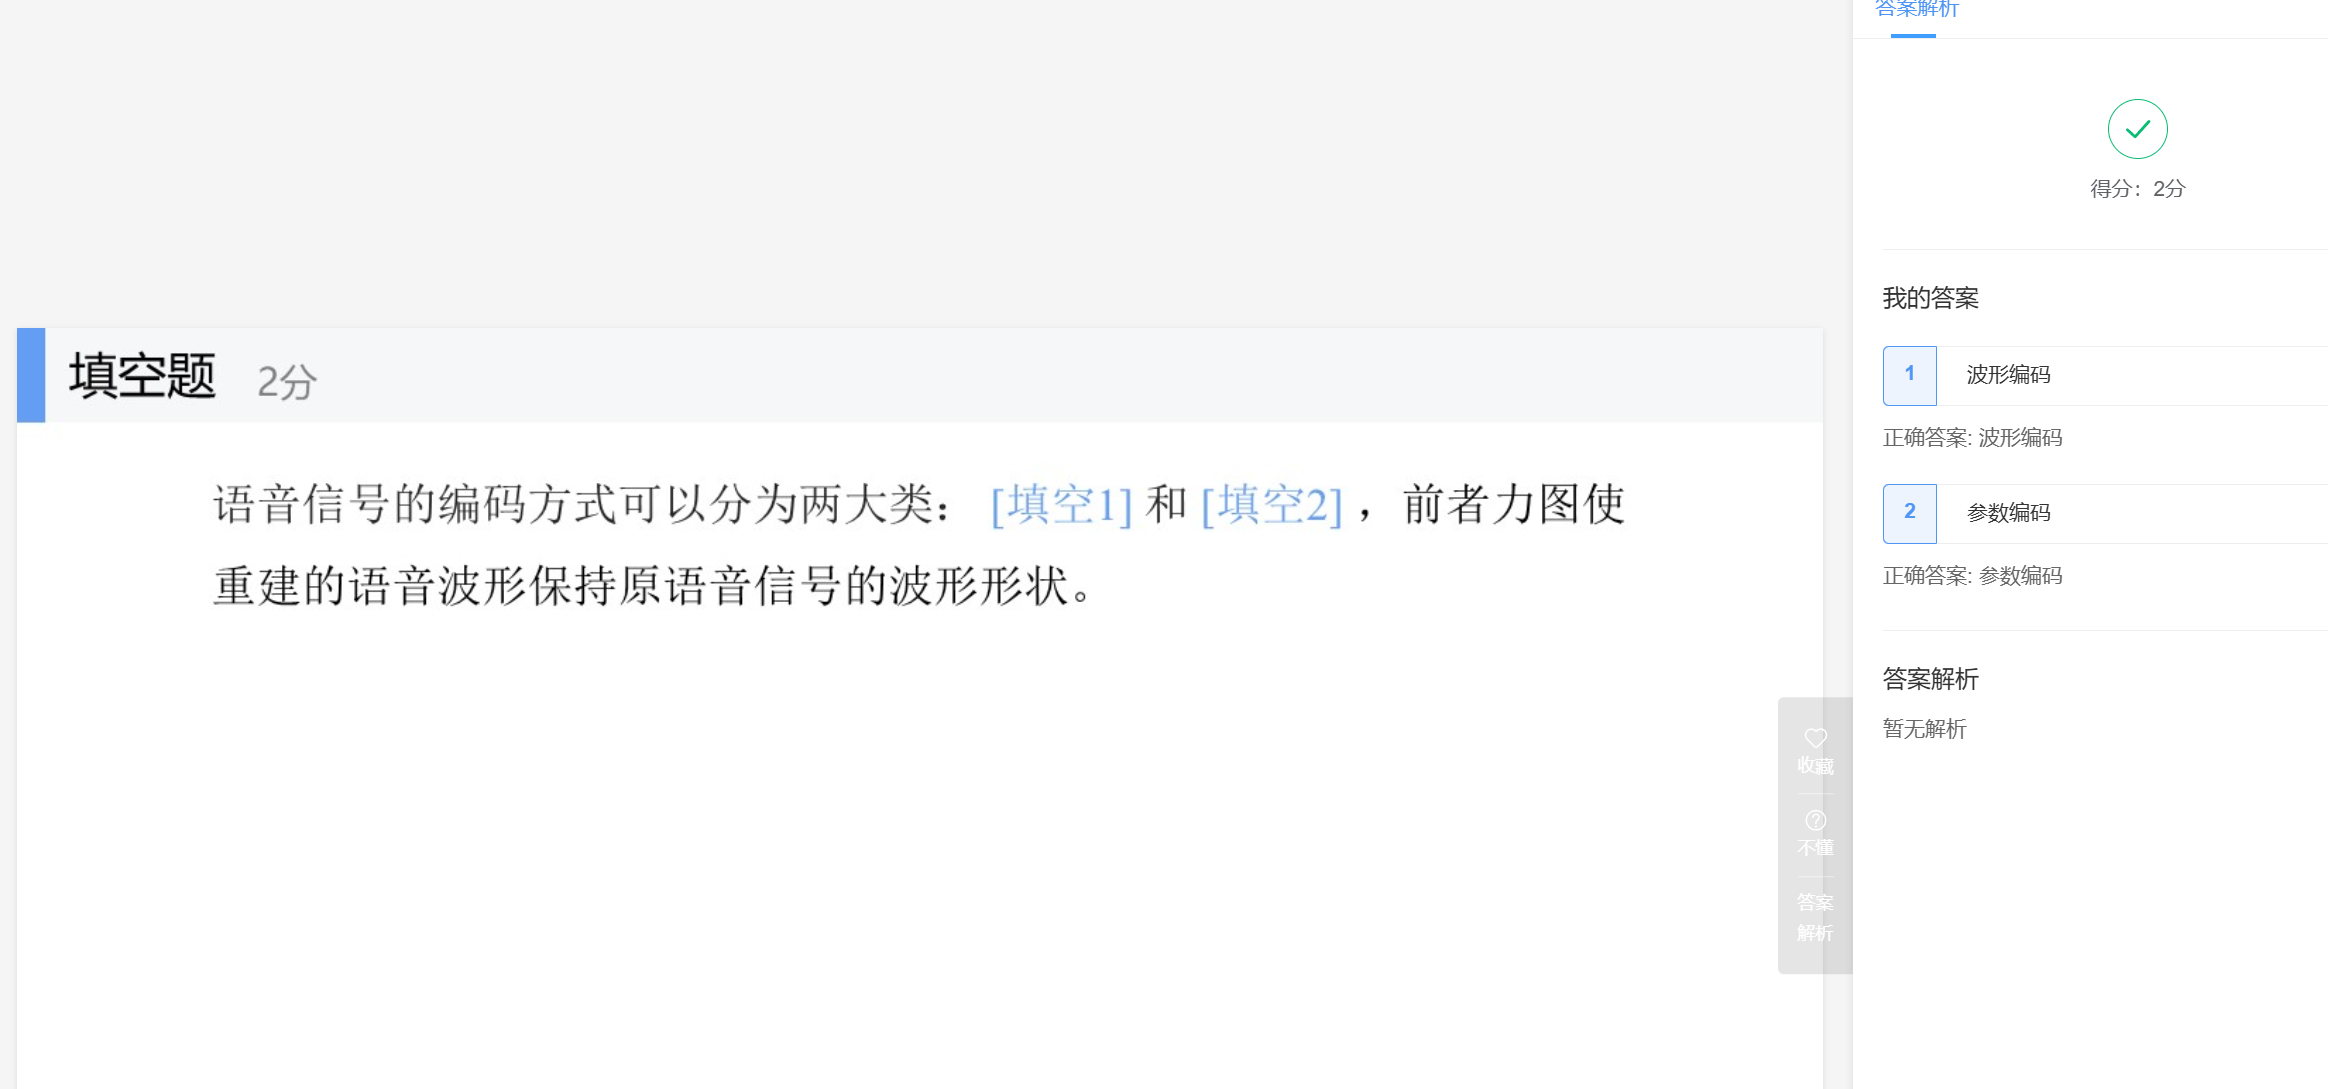 填空题 2分
语音信号的编码方式可以分为两大类： [填空1] 和 [填空2] ，前者力图使
重建的语音波形保持原语音信号的波形形状。
收藏
不懂
答案
解析
答案解析
得分：2分
我的答案
1 波形编码
正确答案: 波形编码
2 参数编码
正确答案: 参数编码
答案解析
暂无解析